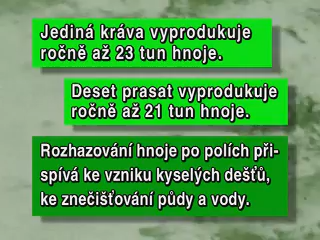 Jediná kráva vyprodukuje
ročně až 23 tun hnoje.
Deset prasat vyprodukuje
ročně až 21 tun hnoje.
Rozhazování hnoje po polích při-
spívá ke vzniku kyselých dešťů,
ke znečišťování půdy a vody.